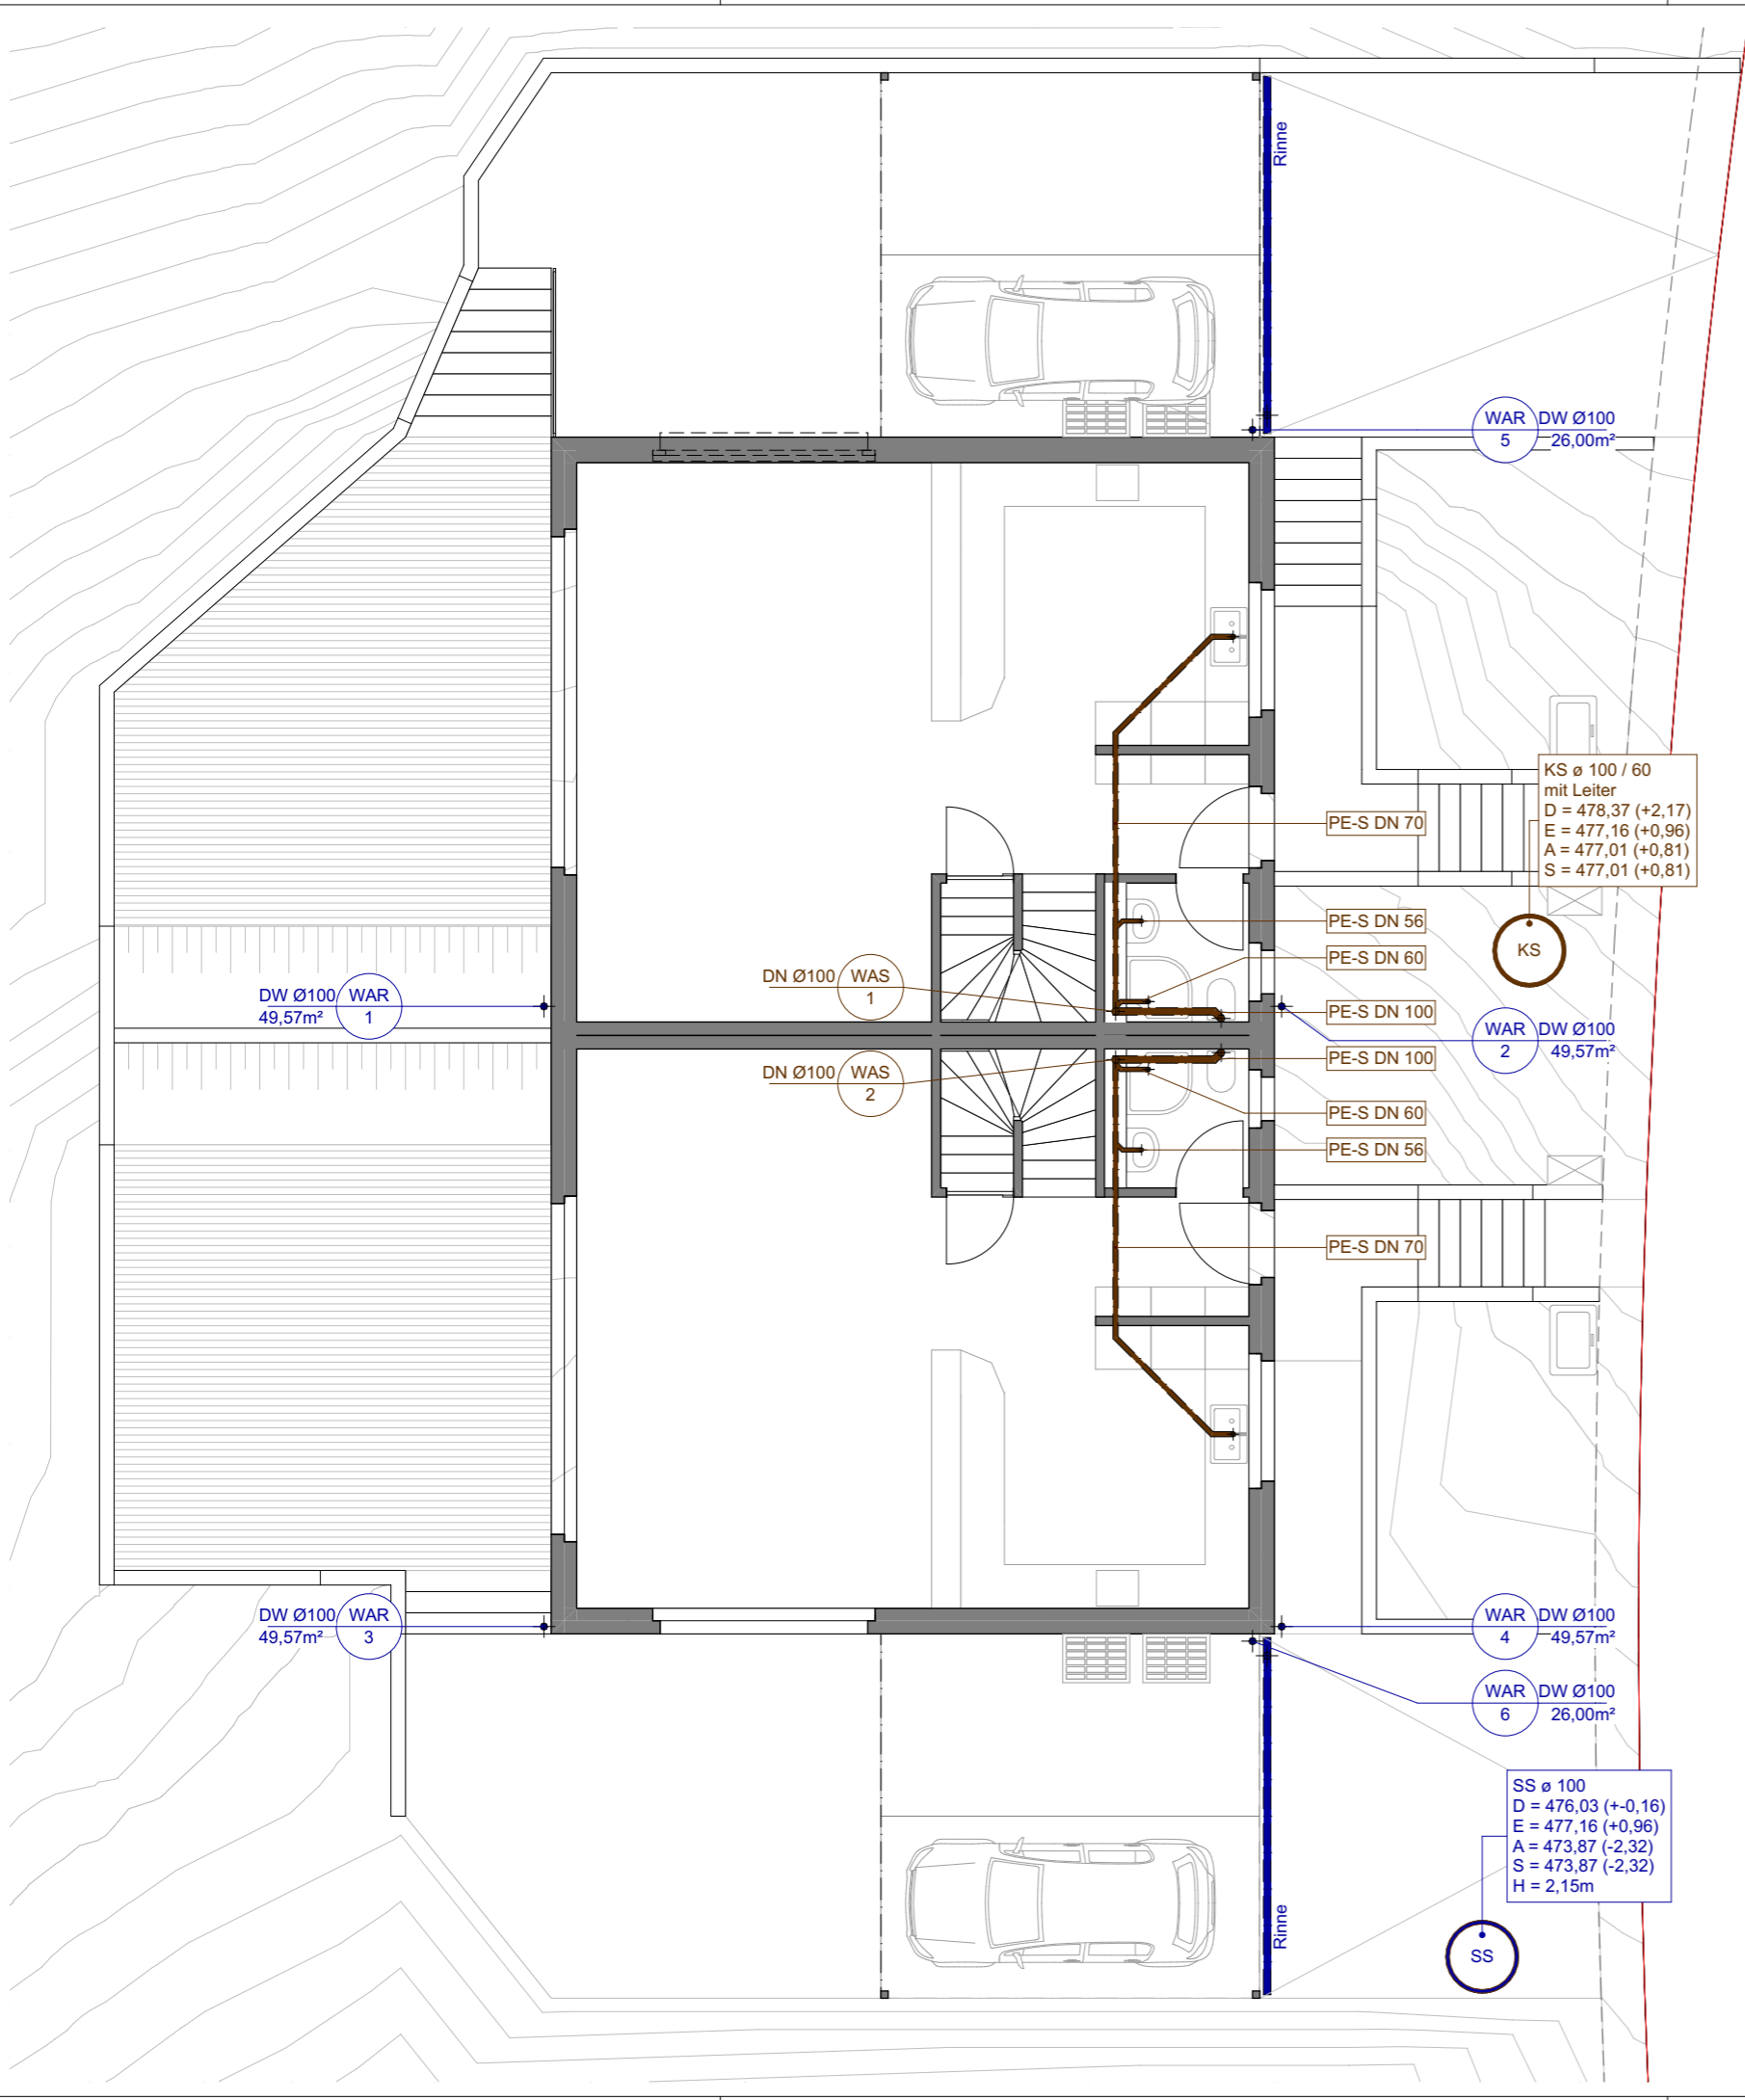 Rinne
WAR DW Ø100
5 26,00m²
KS ø 100 / 60
mit Leiter
D = 478,37 (+2,17)
E = 477,16 (+0,96)
A = 477,01 (+0,81)
S = 477,01 (+0,81)
PE-S DN 70
PE-S DN 56
KS
PE-S DN 60
DN Ø100 WAS
1
DW Ø100 WAR
49,57m² 1
PE-S DN 100
WAR DW Ø100
2 49,57m²
PE-S DN 100
DN Ø100 WAS
2
PE-S DN 60
PE-S DN 56
PE-S DN 70
DW Ø100 WAR
49,57m² 3
WAR DW Ø100
4 49,57m²
WAR DW Ø100
6 26,00m²
SS ø 100
D = 476,03 (+-0,16)
E = 477,16 (+0,96)
A = 473,87 (-2,32)
S = 473,87 (-2,32)
H = 2,15m
Rinne
SS